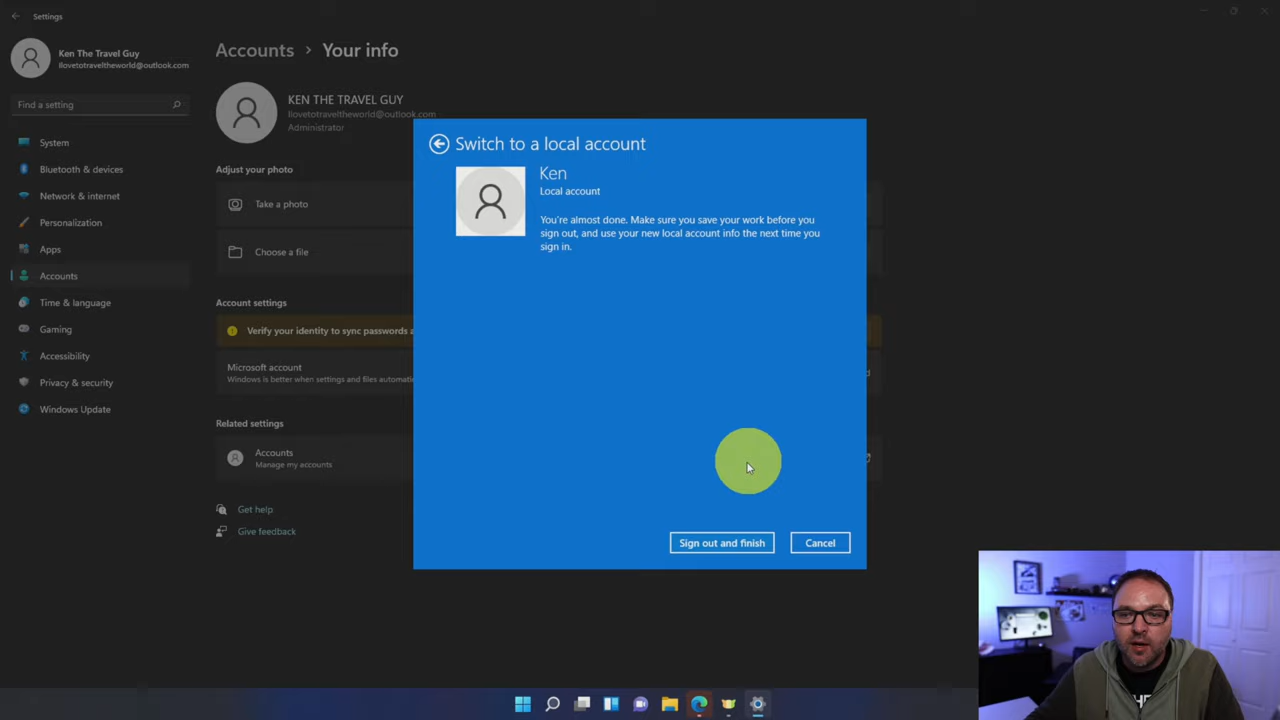 Settings
Ken The Travel Guy
Ilovetotraveltheworld@outlook.com
Find a setting
System
Bluetooth & devices
Network & internet
Personalization
Apps
Accounts
Time & language
Gaming
Accessibility
Privacy & security
Windows Update
Accounts > Your info
KEN THE TRAVEL GUY
Ilovetotraveltheworld@outlook.com
Administrator
Adjust your photo
Take a photo
Choose a file
Account settings
Verify your identity to sync passwords a
Microsoft account
Windows is better when settings and files automatic
Related settings
Accounts
Manage my accounts
Get help
Give feedback
Switch to a local account
Ken
Local account
You're almost done. Make sure you save your work before you
sign out, and use your new local account info the next time you
sign in.
Sign out and finish
Cancel